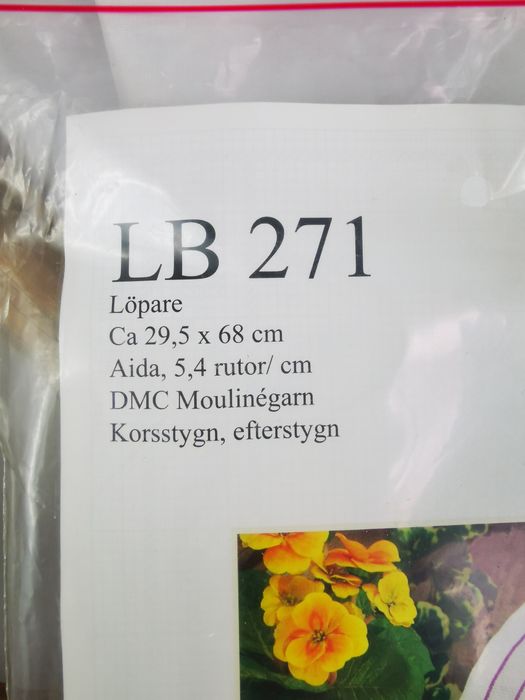 LB 271
Löpare
Ca 29,5 x 68 cm
Aida, 5,4 rutor/ cm
DMC Moulinégarn
Korsstygn, efterstygn